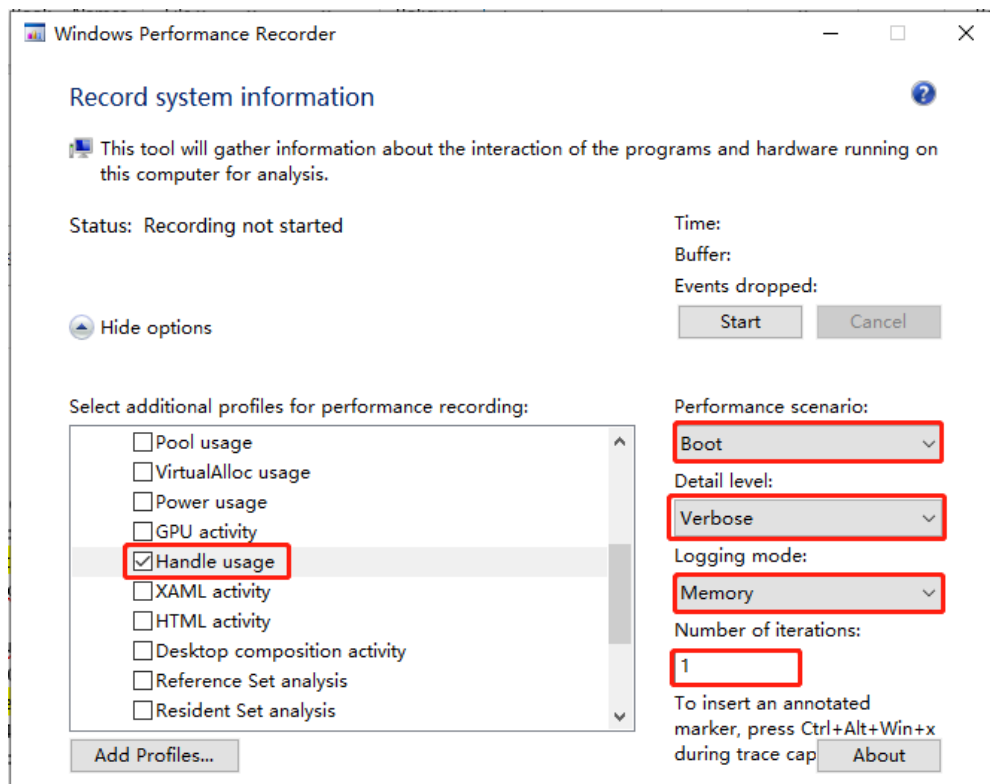 Windows Performance Recorder
Record system information
This tool will gather information about the interaction of the programs and hardware running on
this computer for analysis.
Status: Recording not started
Time:
Buffer:
Events dropped:
Start
Cancel
Hide options
Select additional profiles for performance recording:
Pool usage
VirtualAlloc usage
Power usage
GPU activity
Handle usage
XAML activity
HTML activity
Desktop composition activity
Reference Set analysis
Resident Set analysis
Add Profiles...
Performance scenario:
Boot
Detail level:
Verbose
Logging mode:
Memory
Number of iterations:
1
To insert an annotated
marker, press Ctrl+Alt+Win+x
during trace cap
About